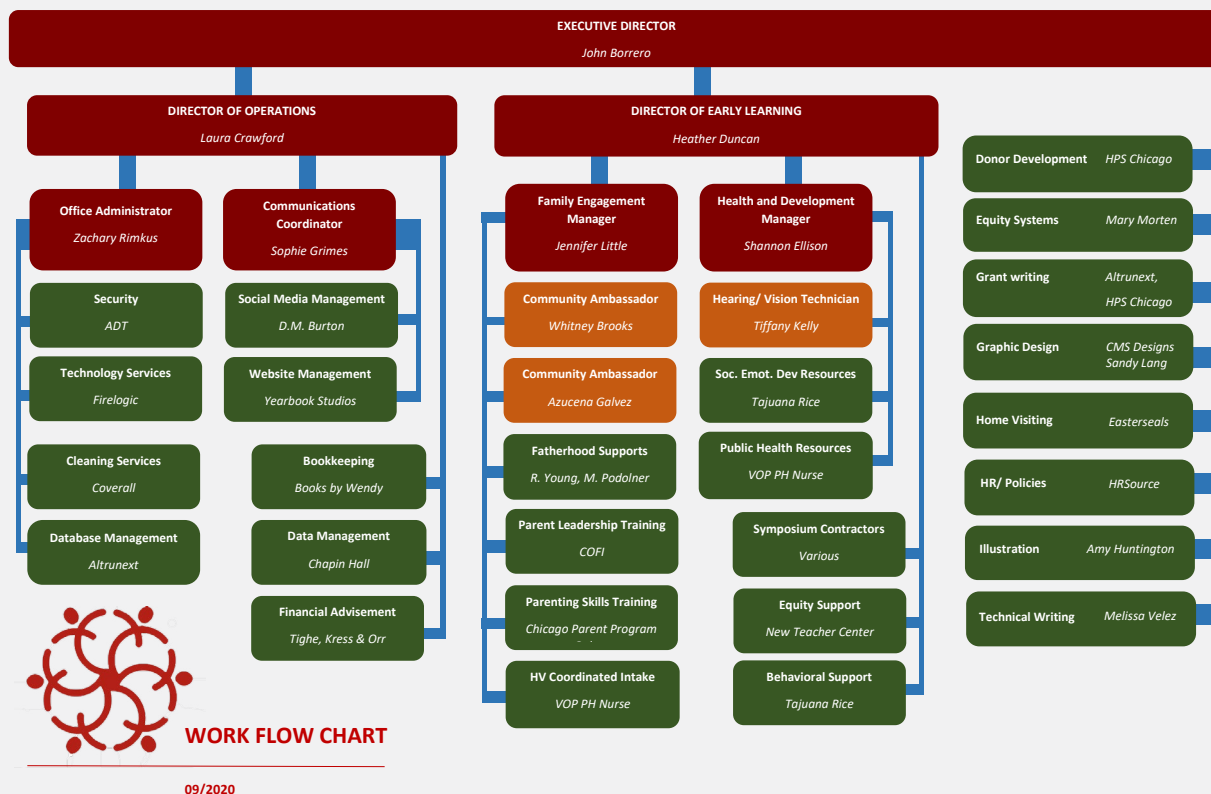 EXECUTIVE DIRECTOR
John Borrero
DIRECTOR OF OPERATIONS
Laura Crawford
DIRECTOR OF EARLY LEARNING
Heather Duncan
Office Administrator
Zachary Rimkus
Communications
Coordinator
Sophie Grimes
Security
ADT
Social Media Management
D.M. Burton
Technology Services
Firelogic
Website Management
Yearbook Studios
Cleaning Services
Coverall
Bookkeeping
Books by Wendy
Database Management
Altrunext
Data Management
Chapin Hall
Financial Advisement
Tighe, Kress & Orr
Family Engagement
Manager
Jennifer Little
Health and Development
Manager
Shannon Ellison
Community Ambassador
Whitney Brooks
Hearing/ Vision Technician
Tiffany Kelly
Community Ambassador
Azucena Galvez
Soc. Emot. Dev Resources
Tajuana Rice
Fatherhood Supports
R. Young, M. Podolner
Public Health Resources
VOP PH Nurse
Parent Leadership Training
COFI
Symposium Contractors
Various
Parenting Skills Training
Chicago Parent Program
Equity Support
New Teacher Center
HV Coordinated Intake
VOP PH Nurse
Behavioral Support
Tajuana Rice
Donor Development HPS Chicago
Equity Systems Mary Morten
Grant writing Altrunext,
HPS Chicago
Graphic Design CMS Designs
Sandy Lang
Home Visiting Easterseals
HR/ Policies HRSource
Illustration Amy Huntington
Technical Writing Melissa Velez
WORK FLOW CHART
09/2020